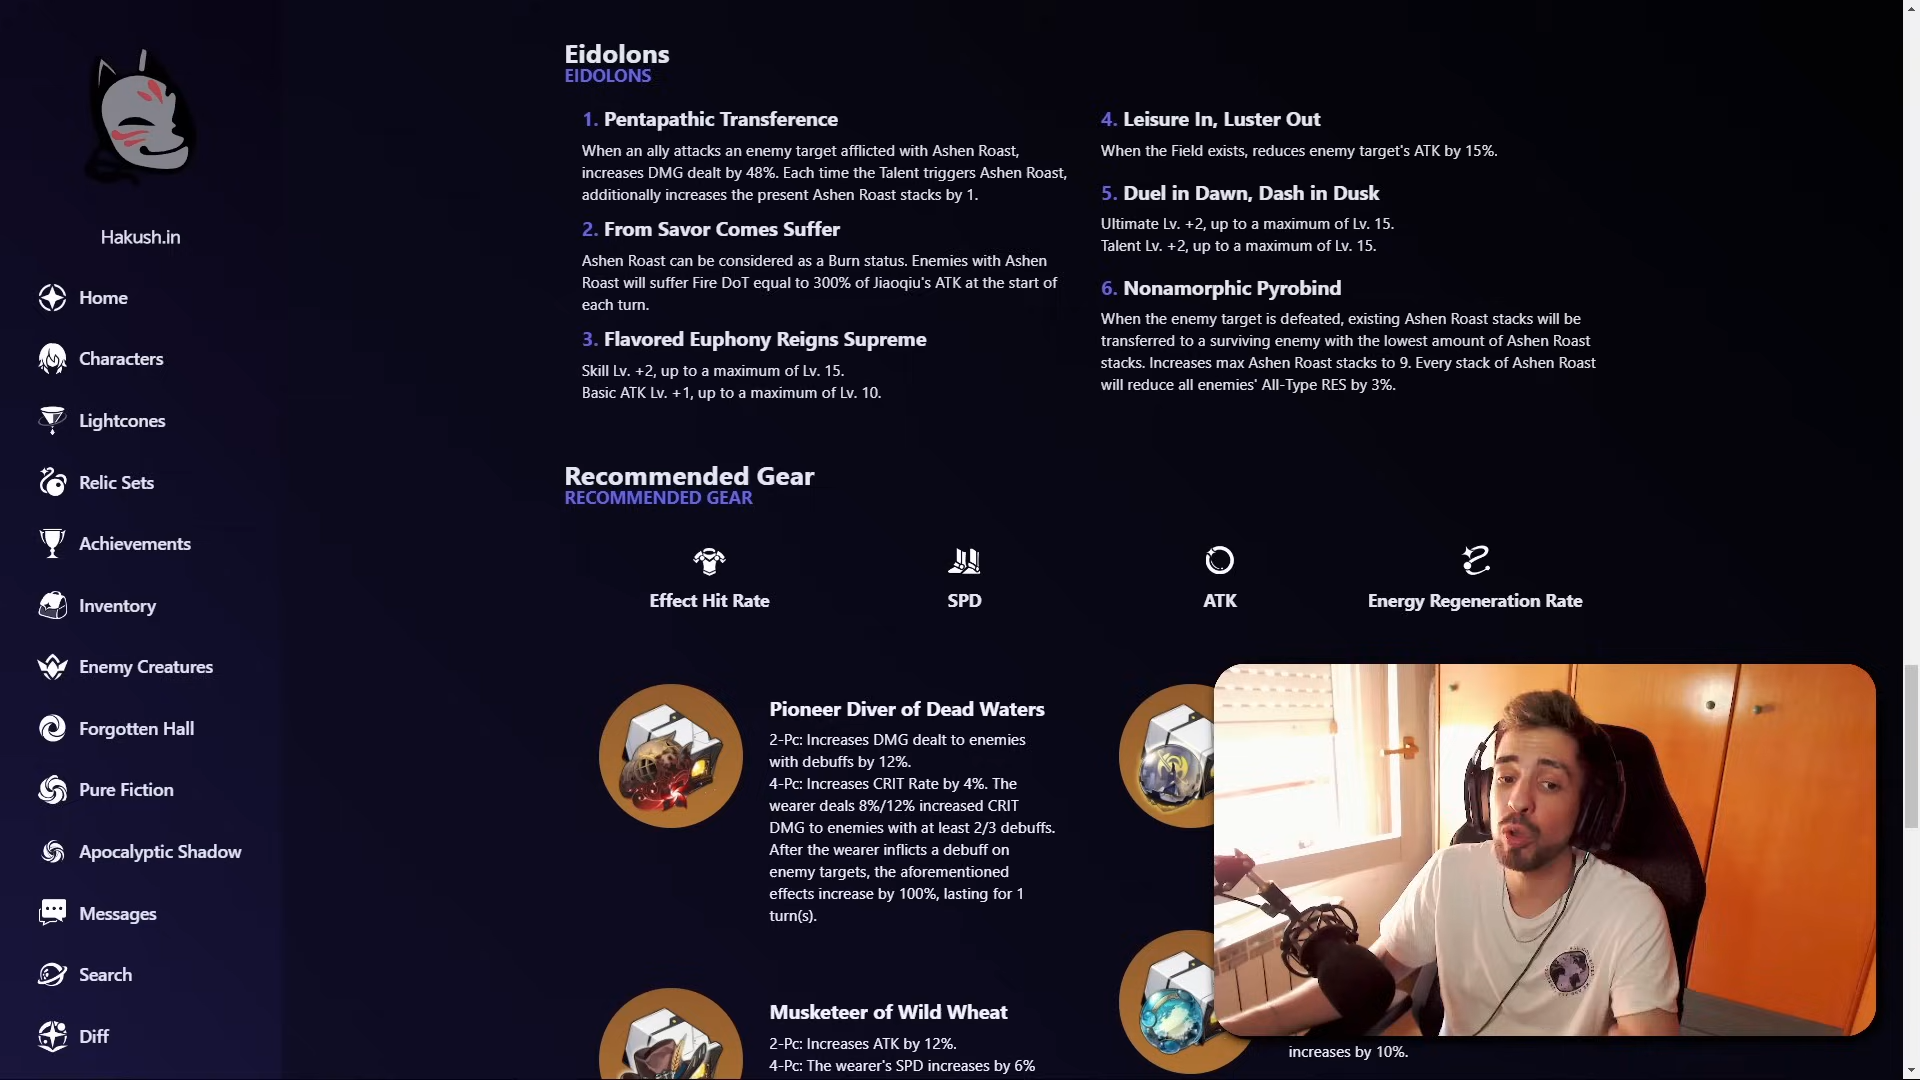 Hakush.in
Home
Characters
Lightcones
Relic Sets
Achievements
Inventory
Enemy Creatures
Forgotten Hall
Pure Fiction
Apocalyptic Shadow
Messages
Search
Diff
Eidolons
EIDOLONS
1. Pentapathic Transference
When an ally attacks an enemy target afflicted with Ashen Roast,
increases DMG dealt by 48%. Each time the Talent triggers Ashen Roast,
additionally increases the present Ashen Roast stacks by 1.
2. From Savor Comes Suffer
Ashen Roast can be considered as a Burn status. Enemies with Ashen
Roast will suffer Fire DoT equal to 300% of Jiaoqiu's ATK at the start of
each turn.
3. Flavored Euphony Reigns Supreme
Skill Lv. +2, up to a maximum of Lv. 15.
Basic ATK Lv. +1, up to a maximum of Lv. 10.
4. Leisure In, Luster Out
When the Field exists, reduces enemy target's ATK by 15%.
5. Duel in Dawn, Dash in Dusk
Ultimate Lv. +2, up to a maximum of Lv. 15.
Talent Lv. +2, up to a maximum of Lv. 15.
6. Nonamorphic Pyrobind
When the enemy target is defeated, existing Ashen Roast stacks will be
transferred to a surviving enemy with the lowest amount of Ashen Roast
stacks. Increases max Ashen Roast stacks to 9. Every stack of Ashen Roast
will reduce all enemies' All-Type RES by 3%.
Recommended Gear
RECOMMENDED GEAR
Effect Hit Rate
SPD
ATK
Energy Regeneration Rate
Pioneer Diver of Dead Waters
2-Pc: Increases DMG dealt to enemies
with debuffs by 12%.
4-Pc: Increases CRIT Rate by 4%. The
wearer deals 8%/12% increased CRIT
DMG to enemies with at least 2/3 debuffs.
After the wearer inflicts a debuff on
enemy targets, the aforementioned
effects increase by 100%, lasting for 1
turn(s).
Musketeer of Wild Wheat
2-Pc: Increases ATK by 12%.
4-Pc: The wearer's SPD increases by 6%
increases by 10%.